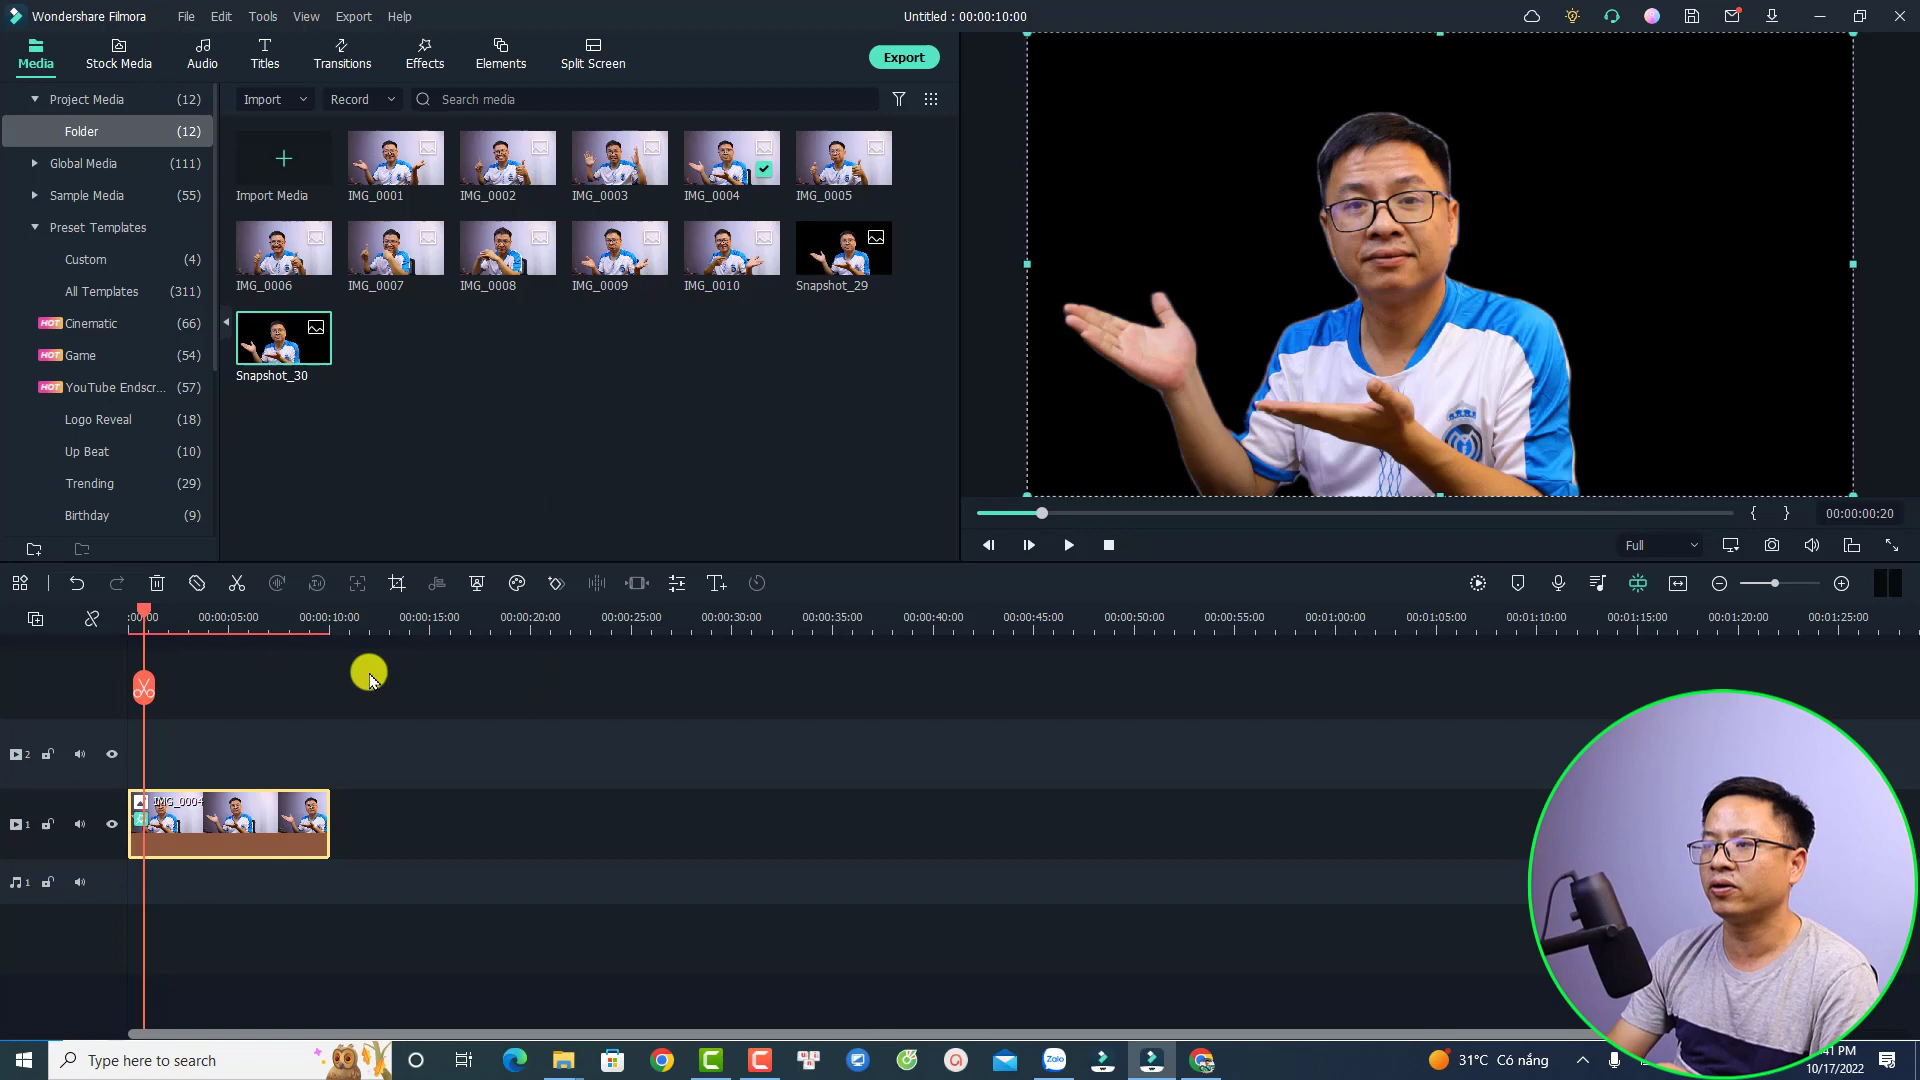 Wondershare Filmora File Edit Tools View Export Help Untitled : 00:00:10:00
Media Stock Media Audio Titles Transitions Effects Elements Split Screen Export
Project Media (12)
Folder (12)
Global Media (111)
Sample Media (55)
Preset Templates
Custom (4)
All Templates (311)
HOT Cinematic (66)
HOT Game (54)
HOT YouTube Endscr... (57)
Logo Reveal (18)
Up Beat (10)
Trending (29)
Birthday (9)
Import Record Search media
Import Media IMG_0001 IMG_0002 IMG_0003 IMG_0004 IMG_0005
IMG_0006 IMG_0007 IMG_0008 IMG_0009 IMG_0010 Snapshot_29
Snapshot_30
{ } 00:00:00:20
Full
:00:00 00:00:05:00 00:00:10:00 00:00:15:00 00:00:20:00 00:00:25:00 00:00:30:00 00:00:35:00 00:00:40:00 00:00:45:00 00:00:50:00 00:00:55:00 00:01:00:00 00:01:05:00 00:01:10:00 00:01:15:00 00:01:20:00 00:01:25:00
2
1 IMG_0004
1
Type here to search Zalo 31°C Có nắng :41 PM
10/17/2022